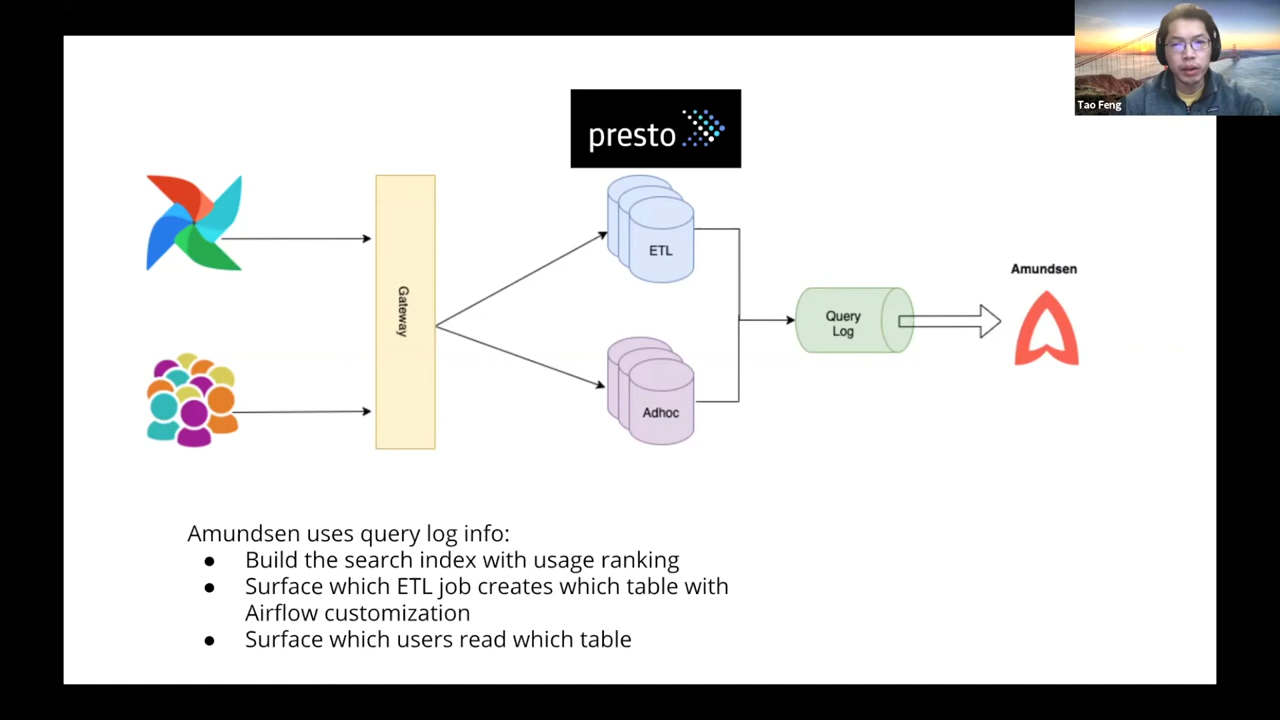 Tao Feng
presto
ETL
Gateway
Amundsen
Query
Log
Adhoc
Amundsen uses query log info:
● Build the search index with usage ranking
● Surface which ETL job creates which table with
Airflow customization
● Surface which users read which table